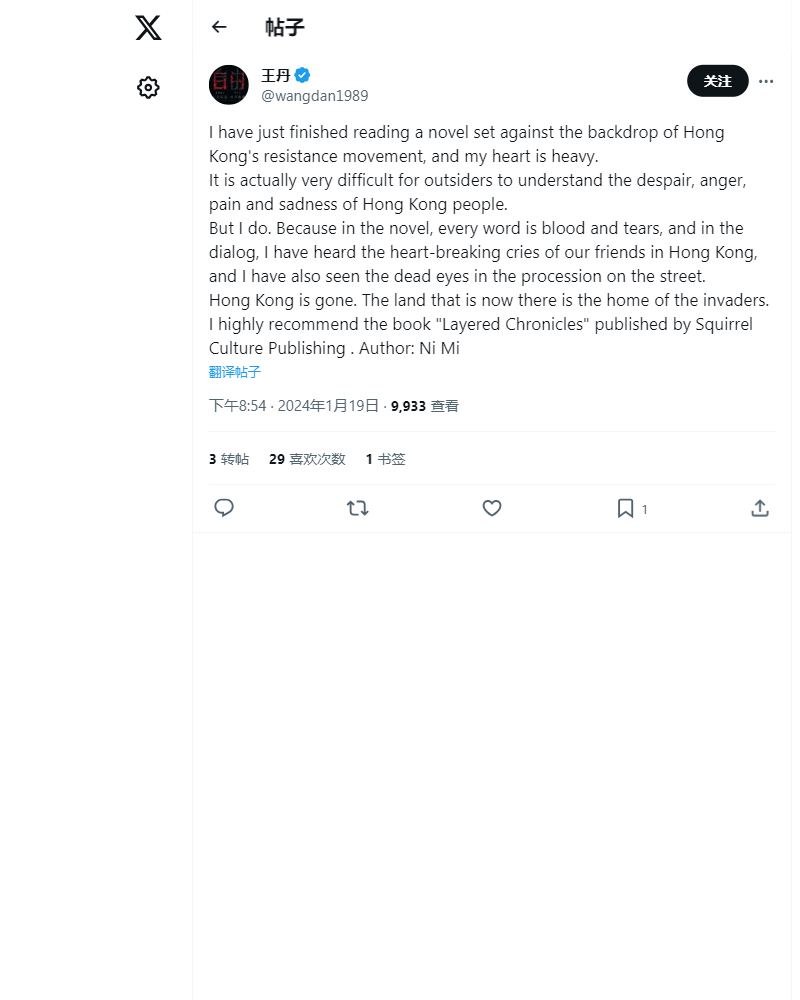 帖子
王丹
@wangdan1989
关注
I have just finished reading a novel set against the backdrop of Hong
Kong's resistance movement, and my heart is heavy.
It is actually very difficult for outsiders to understand the despair, anger,
pain and sadness of Hong Kong people.
But I do. Because in the novel, every word is blood and tears, and in the
dialog, I have heard the heart-breaking cries of our friends in Hong Kong,
and I have also seen the dead eyes in the procession on the street.
Hong Kong is gone. The land that is now there is the home of the invaders.
I highly recommend the book "Layered Chronicles" published by Squirrel
Culture Publishing . Author: Ni Mi
翻译帖子
下午8:54 · 2024年1月19日 · 9,933 查看
3 转帖 29 喜欢次数 1 书签
1